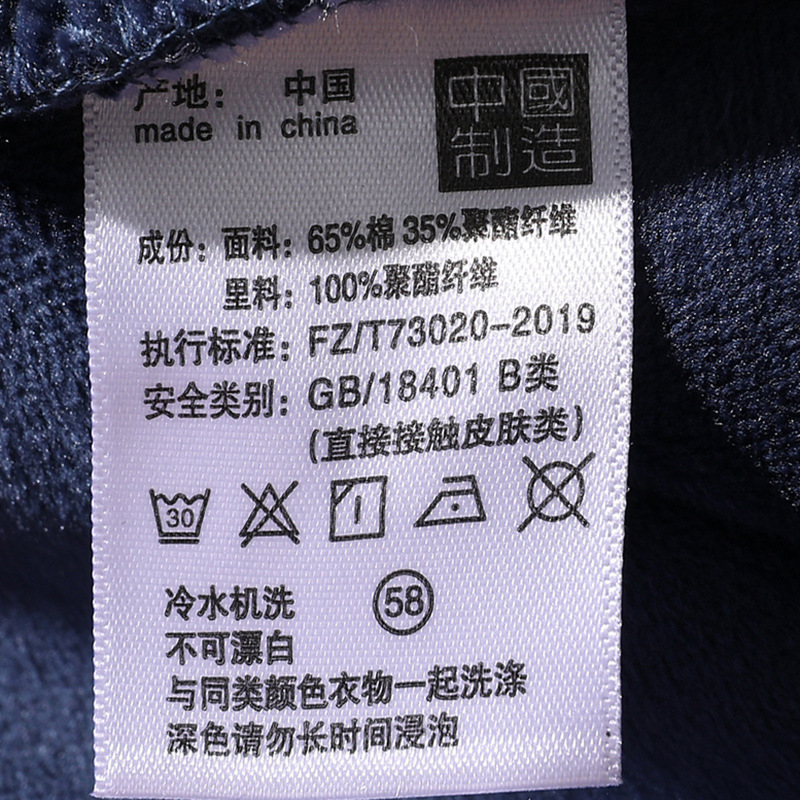 产地： 中国
made in china
中國
制造
成份：面料：65%棉 35%聚酯纤维
里料：100%聚酯纤维
执行标准：FZ/T73020-2019
安全类别：GB/18401 B类
(直接接触皮肤类)
30
58
冷水机洗
不可漂白
与同类颜色衣物一起洗涤
深色请勿长时间浸泡